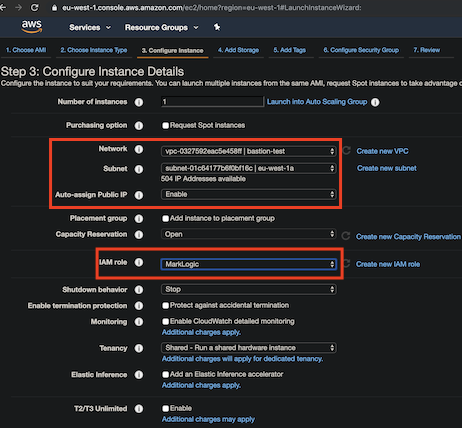 eu-west-1.console.aws.amazon.com/ec2/home?region=eu-west-1#LaunchInstanceWizard:
aws Services Resource Groups
1. Choose AMI 2. Choose Instance Type 3. Configure Instance 4. Add Storage 5. Add Tags 6. Configure Security Group 7. Review
Step 3: Configure Instance Details
Configure the instance to suit your requirements. You can launch multiple instances from the same AMI, request Spot instances to take advantage o
Number of instances 1 Launch into Auto Scaling Group
Purchasing option Request Spot instances
Network vpc-0327592eac5e458ff | bastion-test Create new VPC
Subnet subnet-01c64177b6f0bf16c | eu-west-1a Create new subnet
504 IP Addresses available
Auto-assign Public IP Enable
Placement group Add instance to placement group
Capacity Reservation Open Create new Capacity Reservation
IAM role MarkLogic Create new IAM role
Shutdown behavior Stop
Enable termination protection Protect against accidental termination
Monitoring Enable CloudWatch detailed monitoring
Additional charges apply.
Tenancy Shared - Run a shared hardware instance
Additional charges will apply for dedicated tenancy.
Elastic Inference Add an Elastic Inference accelerator
Additional charges apply.
T2/T3 Unlimited Enable
Additional charges may apply